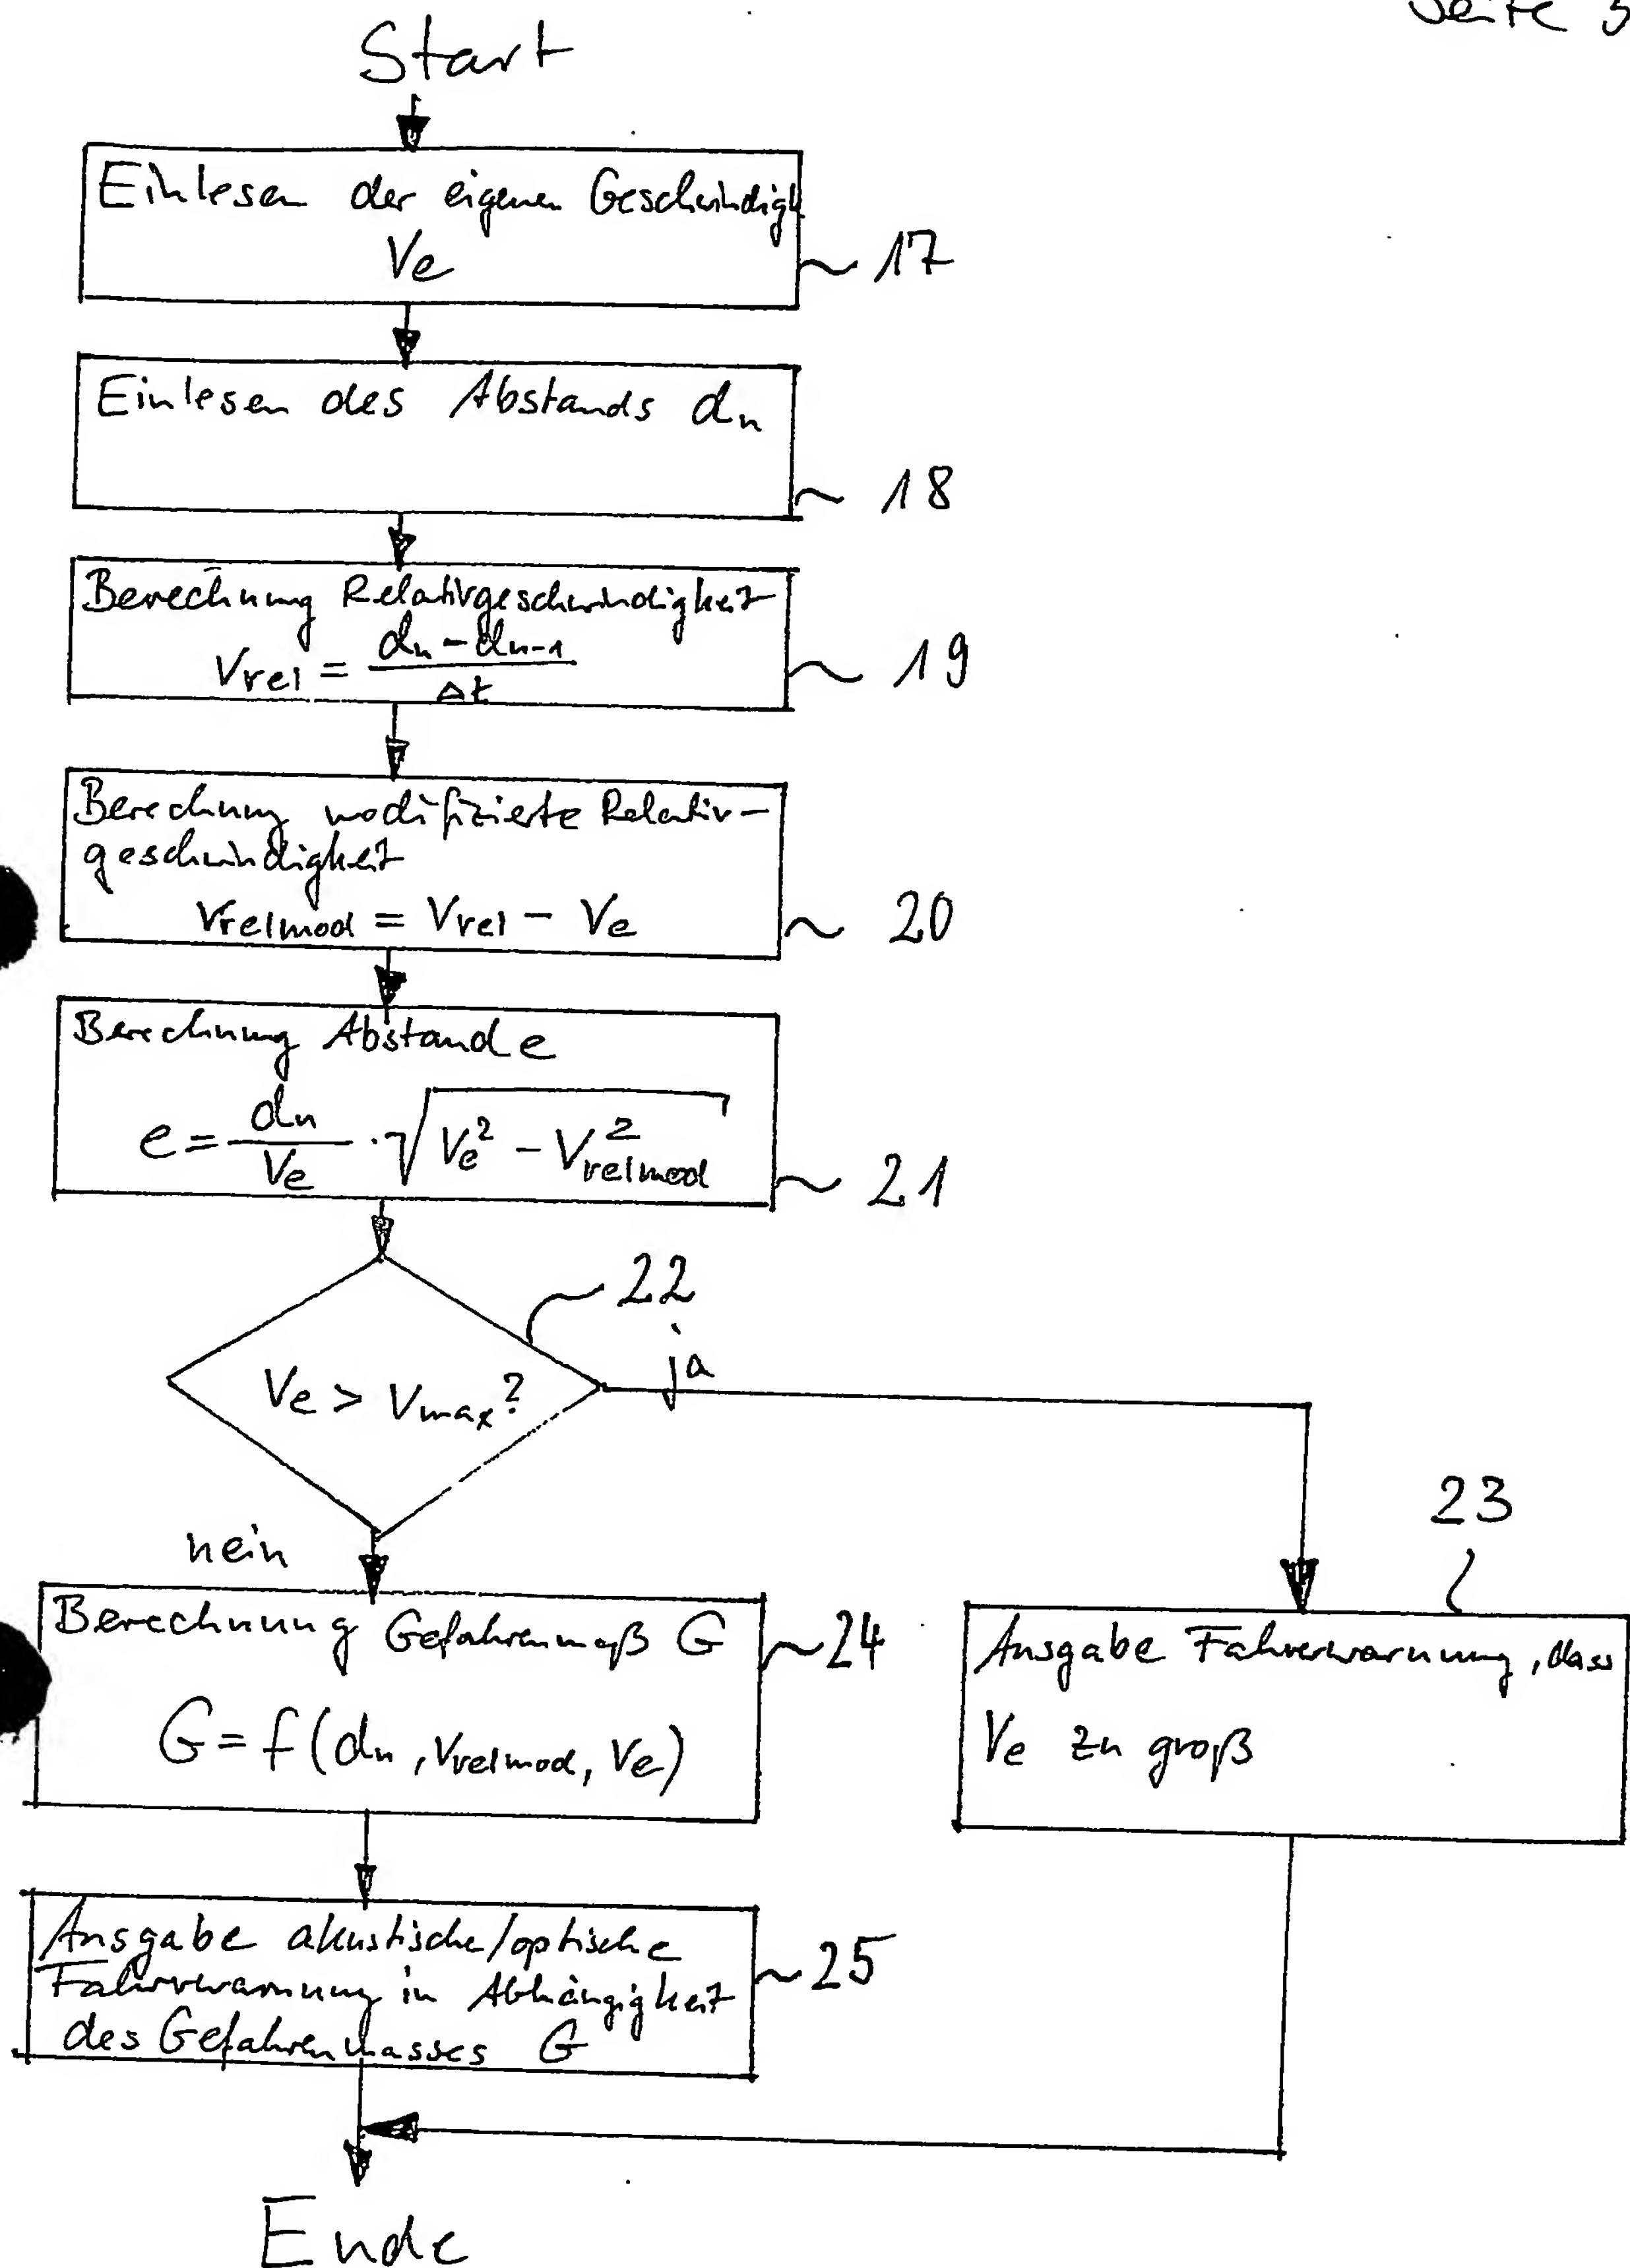 Seite
Start
Einlesen der eigenen Geschwindigk
Ve
17
Einlesen des Abstands dn
18
Berechnung Relativgeschwindigkeit
Vrel = (dn - dn-1) / Δt
19
Berechnung modifizierte Relativ-
geschwindigkeit
Vrelmod = Vrel - Ve
20
Berechnung Abstand e
e = dn / Ve · √(Ve² - V²relmod)
21
22
Ve > Vmax?
ja
nein
23
Berechnung Gefahrenmaß G
G = f(dn, Vrelmod, Ve)
24
Ausgabe Fahrerwarnung, dass
Ve zu groß
Ausgabe akustische/optische
Fahrerwarnung in Abhängigkeit
des Gefahrenmasses G
25
Ende